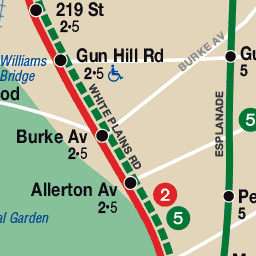 219 St
2•5
Gun Hill Rd
2•5
BURKE AV
Gu
5
Williams
Bridge
od
WHITE PLAINS RD
ESPLANADE
5
Burke Av
2•5
Allerton Av
2•5
2
5
Pe
5
al Garden